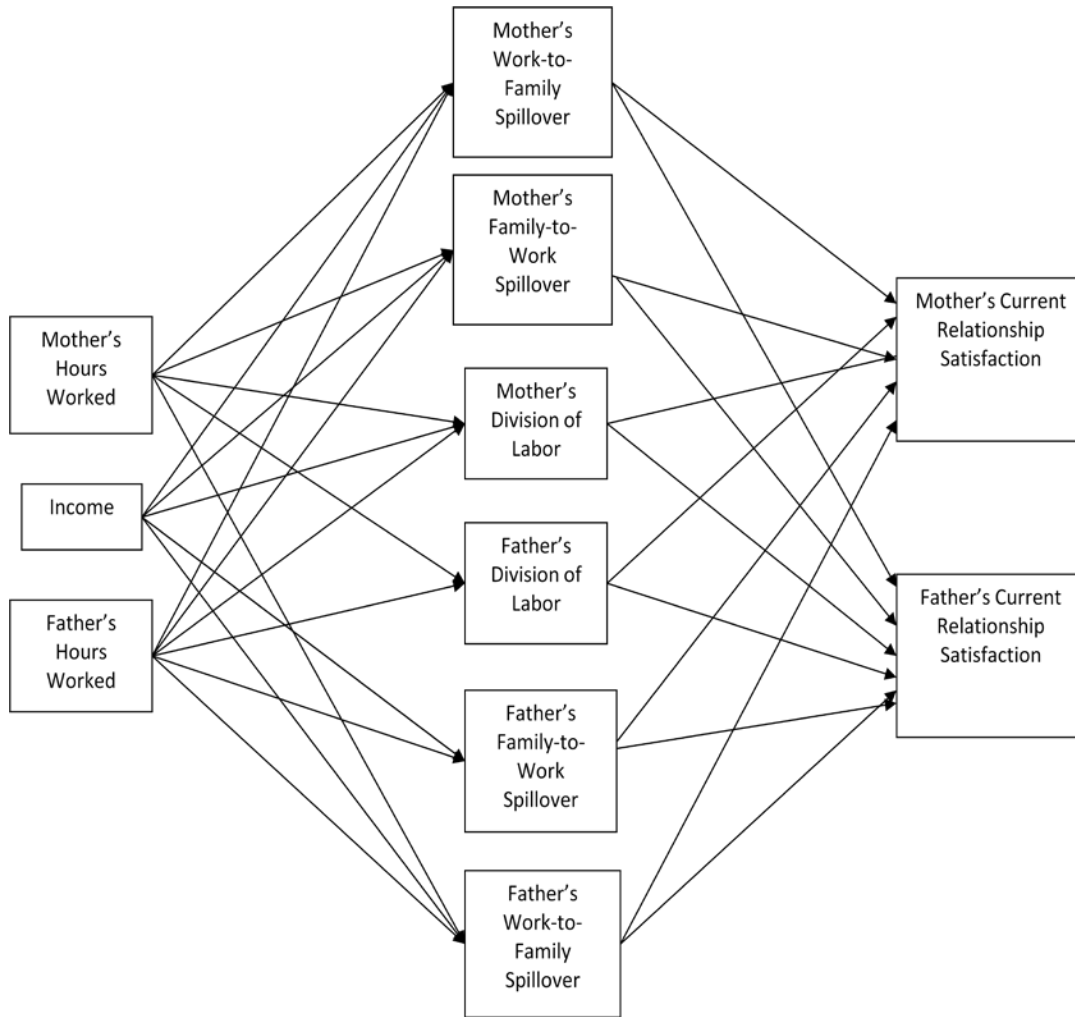 Mother’s
Work-to-
Family
Spillover
Mother’s
Family-to-
Work
Spillover
Mother’s
Hours
Worked
Mother’s Current
Relationship
Satisfaction
Mother’s
Division of
Labor
Income
Father’s
Division of
Labor
Father’s
Hours
Worked
Father’s Current
Relationship
Satisfaction
Father’s
Family-to-
Work
Spillover
Father’s
Work-to-
Family
Spillover